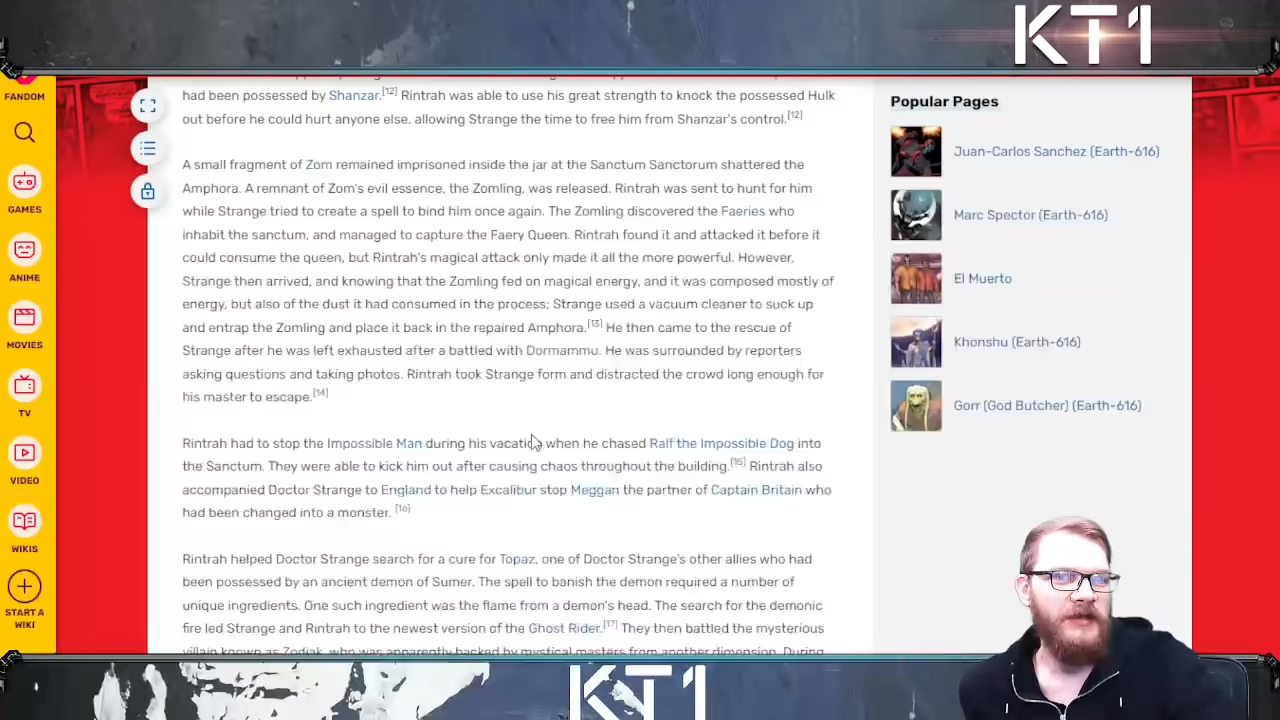 KT1
FANDOM
GAMES
ANIME
MOVIES
TV
VIDEO
WIKIS
START A
WIKI
had been possessed by Shanzar.[12] Rintrah was able to use his great strength to knock the possessed Hulk
out before he could hurt anyone else. allowing Strange the time to free him from Shanzar's control.[12]
A small fragment of Zom remained imprisoned inside the jar at the Sanctum Sanctorum shattered the
Amphora. A remnant of Zom's evil essence, the Zomling, was released. Rintrah was sent to hunt for him
while Strange tried to create a spell to bind him once again. The Zomling discovered the Faeries who
inhabit the sanctum, and managed to capture the Faery Queen. Rintrah found it and attacked it before it
could consume the queen, but Rintrah's magical attack only made it all the more powerful. However,
Strange then arrived, and knowing that the Zomling fed on magical energy, and it was composed mostly of
energy, but also of the dust it had consumed in the process; Strange used a vacuum cleaner to suck up
and entrap the Zomling and place it back in the repaired Amphora.[13] He then came to the rescue of
Strange after he was left exhausted after a battled with Dormammu. He was surrounded by reporters
asking questions and taking photos. Rintrah took Strange form and distracted the crowd long enough for
his master to escape.[14]
Rintrah had to stop the Impossible Man during his vacation when he chased Ralf the Impossible Dog into
the Sanctum. They were able to kick him out after causing chaos throughout the building.[15] Rintrah also
accompanied Doctor Strange to England to help Excalibur stop Meggan the partner of Captain Britain who
had been changed into a monster. [16]
Rintrah helped Doctor Strange search for a cure for Topaz, one of Doctor Strange's other allies who had
been possessed by an ancient demon of Sumer. The spell to banish the demon required a number of
unique ingredients. One such ingredient was the flame from a demon's head. The search for the demonic
fire led Strange and Rintrah to the newest version of the Ghost Rider.[17] They then battled the mysterious
villain known as Zodiak, who was apparently backed by mystical masters from another dimension. During
Popular Pages
Juan-Carlos Sanchez (Earth-616)
Marc Spector (Earth-616)
El Muerto
Khonshu (Earth-616)
Gorr (God Butcher) (Earth-616)
KT1